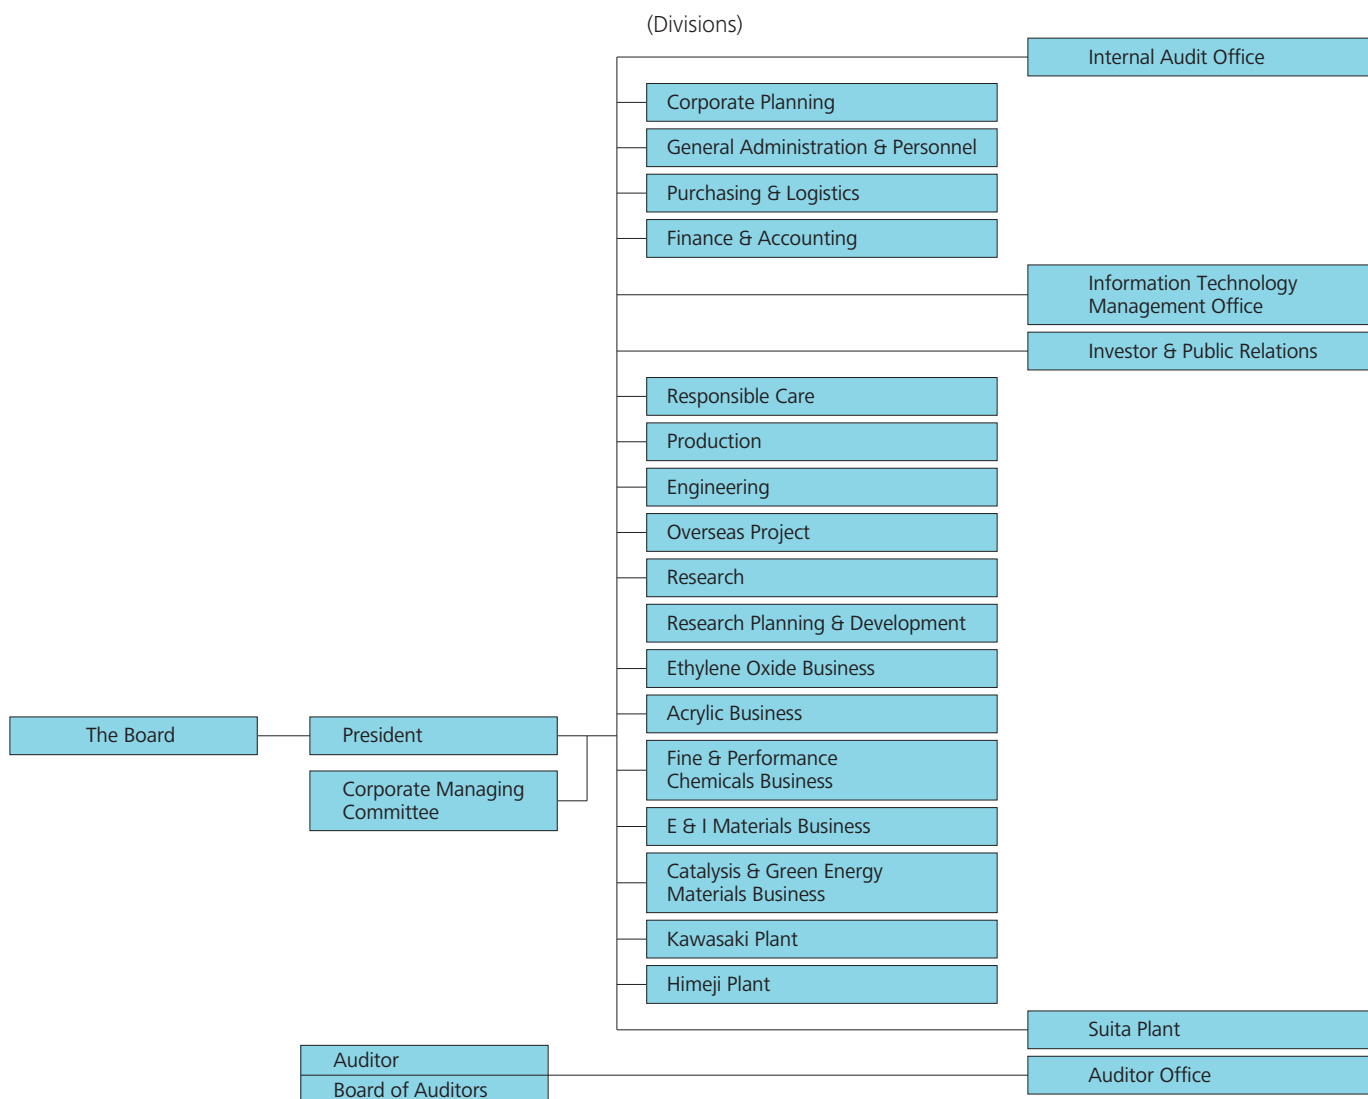 (Divisions)
Internal Audit Office
Corporate Planning
General Administration & Personnel
Purchasing & Logistics
Finance & Accounting
Information Technology
Management Office
Investor & Public Relations
Responsible Care
Production
Engineering
Overseas Project
Research
Research Planning & Development
Ethylene Oxide Business
Acrylic Business
The Board
President
Fine & Performance
Chemicals Business
Corporate Managing
Committee
E & I Materials Business
Catalysis & Green Energy
Materials Business
Kawasaki Plant
Himeji Plant
Suita Plant
Auditor
Board of Auditors
Auditor Office